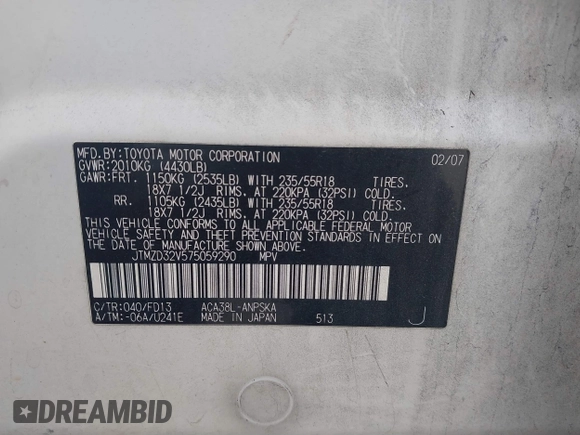 MFD.BY:TOYOTA MOTOR CORPORATION 02/07
GVWR:2010KG (4430LB)
GAWR:FRT. 1150KG (2535LB) WITH 235/55R18 TIRES,
18X7 1/2J RIMS, AT 220KPA (32PSI) COLD.
RR. 1105KG (2435LB) WITH 235/55R18 TIRES,
18X7 1/2J RIMS, AT 220KPA (32PSI) COLD.
THIS VEHICLE CONFORMS TO ALL APPLICABLE FEDERAL MOTOR
VEHICLE SAFETY AND THEFT PREVENTION STANDARDS IN EFFECT ON
THE DATE OF MANUFACTURE SHOWN ABOVE.
JTMZD32V575059290 MPV
C/TR:040/FD13 ACA38L-ANPSKA
A/TM:-06A/U241E MADE IN JAPAN 513 J
DREAMBID